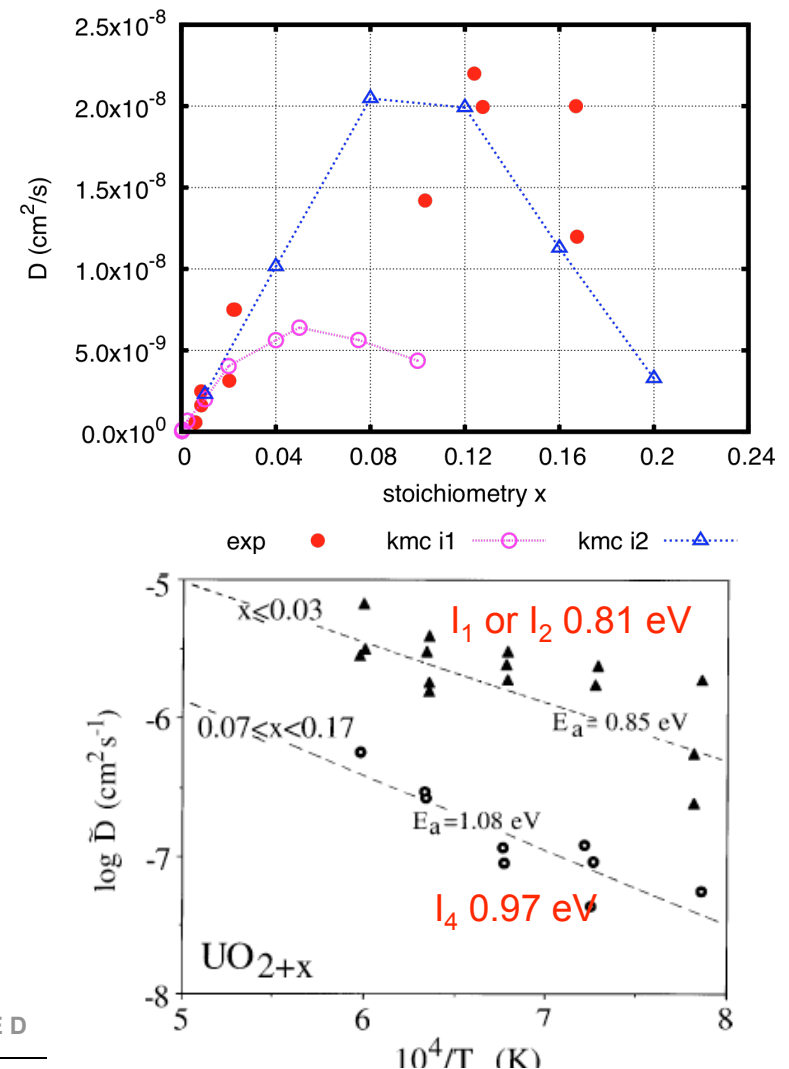 2.5x10-8
2.0x10-8
1.5x10-8
1.0x10-8
5.0x10-9
0.0x100
D (cm2/s)
0 0.04 0.08 0.12 0.16 0.2 0.24
stoichiometry x
exp kmc i1 kmc i2
-5
x⩽0.03
I1 or I2 0.81 eV
-6
0.07⩽x<0.17
Ea= 0.85 eV
log D̃ (cm2s-1)
Ea=1.08 eV
-7
I4 0.97 eV
UO2+x
-8
5 6 7 8
E D
104/T (K)